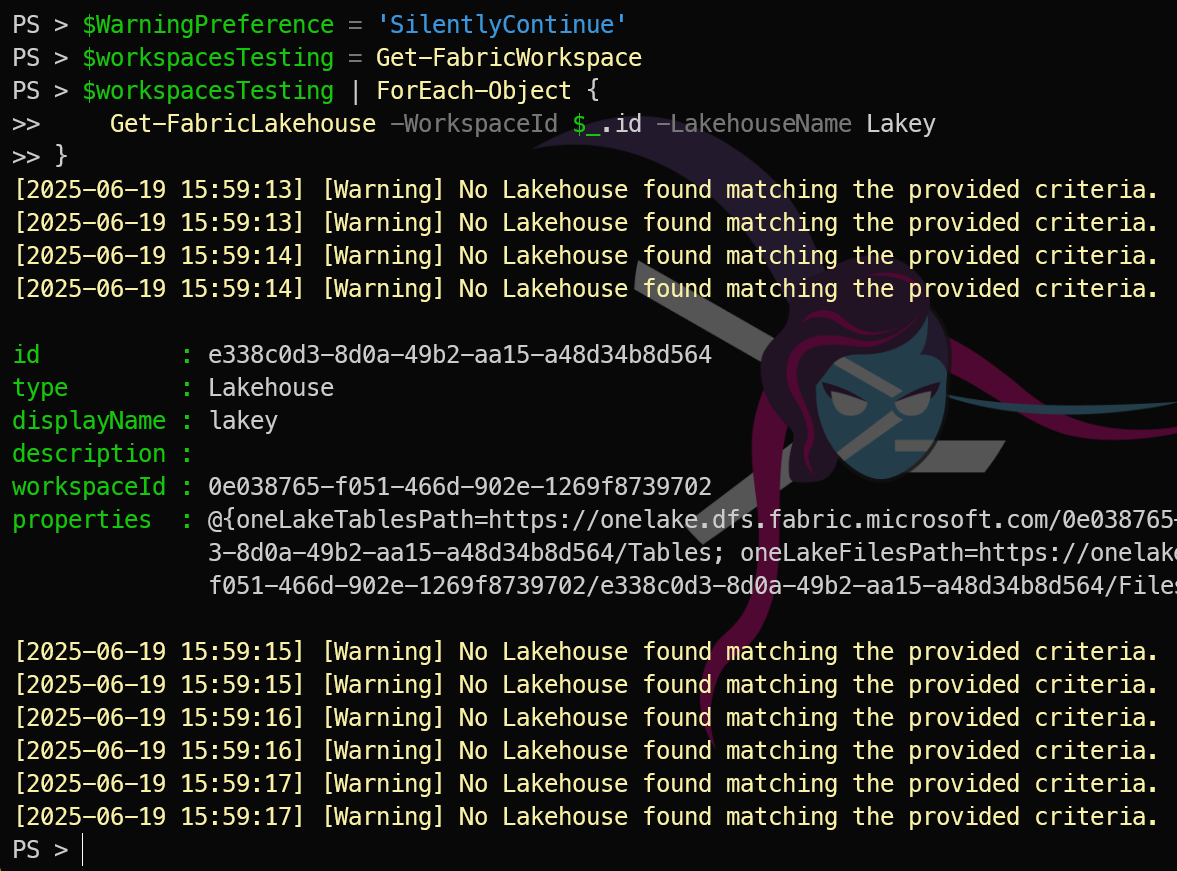 PS > $WarningPreference = 'SilentlyContinue'
PS > $workspacesTesting = Get-FabricWorkspace
PS > $workspacesTesting | ForEach-Object {
>>     Get-FabricLakehouse -WorkspaceId $_.id -LakehouseName Lakey
>> }
[2025-06-19 15:59:13] [Warning] No Lakehouse found matching the provided criteria.
[2025-06-19 15:59:13] [Warning] No Lakehouse found matching the provided criteria.
[2025-06-19 15:59:14] [Warning] No Lakehouse found matching the provided criteria.
[2025-06-19 15:59:14] [Warning] No Lakehouse found matching the provided criteria.
id          : e338c0d3-8d0a-49b2-aa15-a48d34b8d564
type        : Lakehouse
displayName : lakey
description :
workspaceId : 0e038765-f051-466d-902e-1269f8739702
properties  : @{oneLakeTablesPath=https://onelake.dfs.fabric.microsoft.com/0e038765-
              3-8d0a-49b2-aa15-a48d34b8d564/Tables; oneLakeFilesPath=https://onelake
              f051-466d-902e-1269f8739702/e338c0d3-8d0a-49b2-aa15-a48d34b8d564/Files
[2025-06-19 15:59:15] [Warning] No Lakehouse found matching the provided criteria.
[2025-06-19 15:59:15] [Warning] No Lakehouse found matching the provided criteria.
[2025-06-19 15:59:16] [Warning] No Lakehouse found matching the provided criteria.
[2025-06-19 15:59:16] [Warning] No Lakehouse found matching the provided criteria.
[2025-06-19 15:59:17] [Warning] No Lakehouse found matching the provided criteria.
[2025-06-19 15:59:17] [Warning] No Lakehouse found matching the provided criteria.
PS >